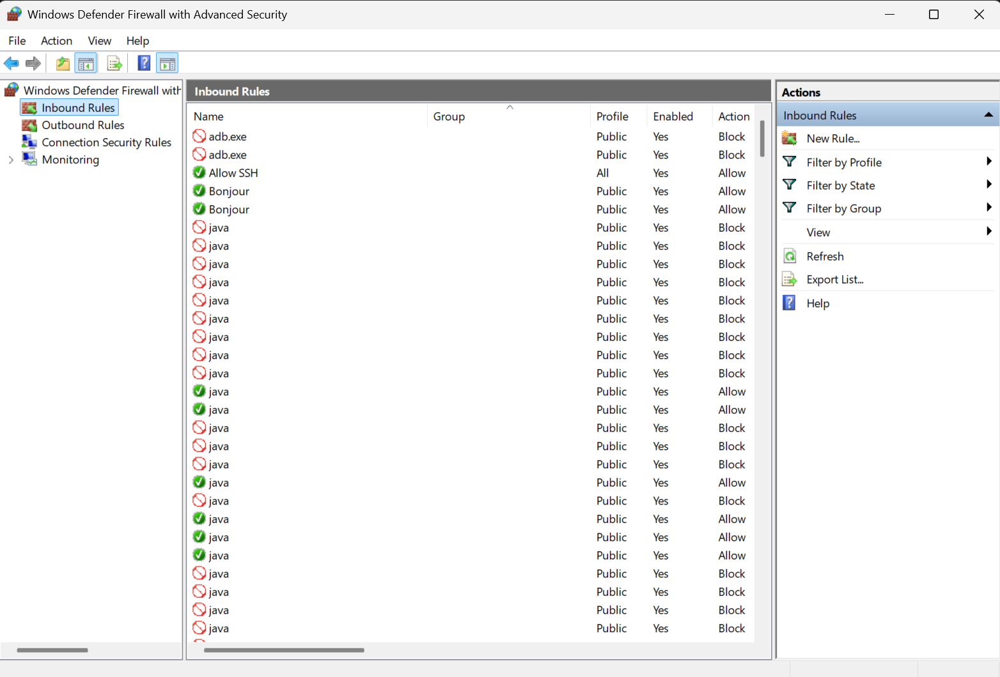 Windows Defender Firewall with Advanced Security
File Action View Help
Windows Defender Firewall with
Inbound Rules
Outbound Rules
Connection Security Rules
Monitoring
Inbound Rules
Name Group Profile Enabled Action
adb.exe Public Yes Block
adb.exe Public Yes Block
Allow SSH All Yes Allow
Bonjour Public Yes Allow
Bonjour Public Yes Allow
java Public Yes Block
java Public Yes Block
java Public Yes Block
java Public Yes Block
java Public Yes Block
java Public Yes Block
java Public Yes Block
java Public Yes Block
java Public Yes Block
java Public Yes Allow
java Public Yes Allow
java Public Yes Block
java Public Yes Block
java Public Yes Block
java Public Yes Allow
java Public Yes Block
java Public Yes Allow
java Public Yes Allow
java Public Yes Allow
java Public Yes Block
java Public Yes Block
java Public Yes Block
java Public Yes Block
Actions
Inbound Rules
New Rule...
Filter by Profile
Filter by State
Filter by Group
View
Refresh
Export List...
Help